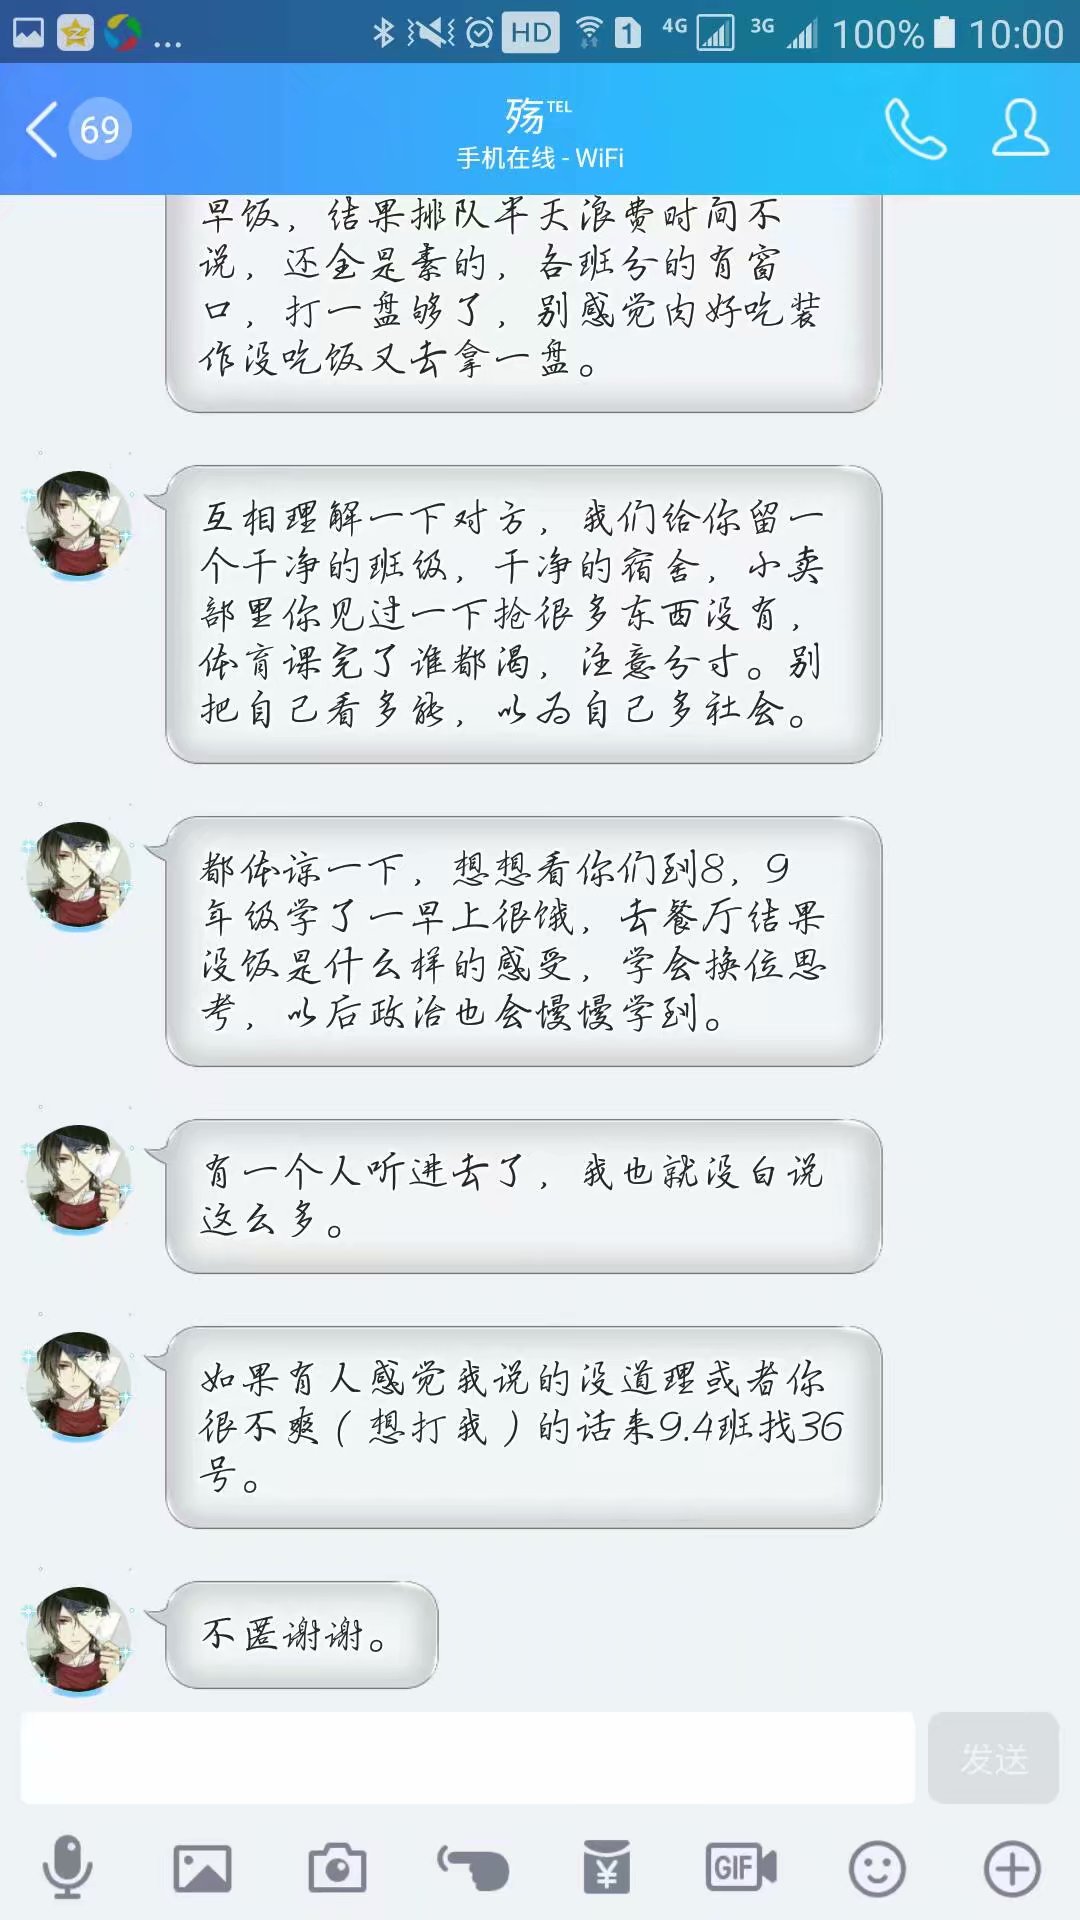 HD 1 4G 3G 100% 10:00
69
殇TEL
手机在线 - WiFi
早饭，结果排队半天浪费时间不
说，还全是素的，各班分的有窗
口，打一盘够了，别感觉肉好吃装
作没吃饭又去拿一盘。
互相理解一下对方，我们给你留一
个干净的班级，干净的宿舍，小卖
部里你见过一下抢很多东西没有，
体育课完了谁都渴，注意分寸。别
把自己看多能，以为自己多社会。
都体谅一下，想想看你们到8，9
年级学了一早上很饿，去餐厅结果
没饭是什么样的感受，学会换位思
考，以后政治也会慢慢学到。
有一个人听进去了，我也就没白说
这么多。
如果有人感觉我说的没道理或者你
很不爽（想打我）的话来9.4班找36
号。
不匿谢谢。
发送
GIF